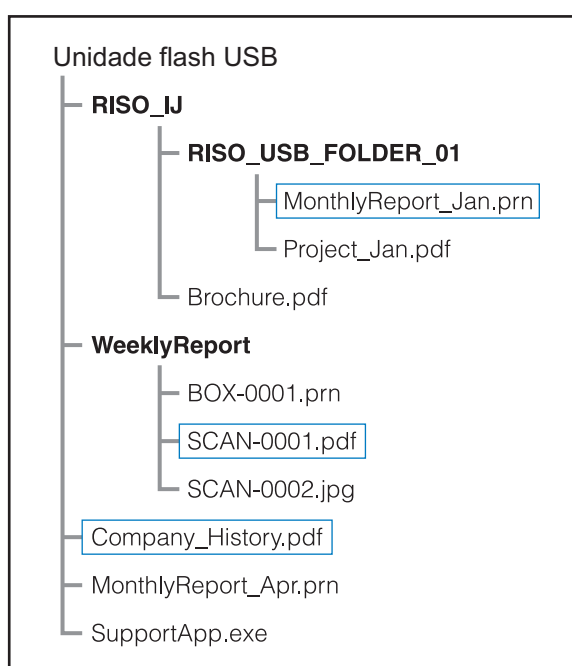 Unidade flash USB
RISO_IJ
RISO_USB_FOLDER_01
MonthlyReport_Jan.prn
Project_Jan.pdf
Brochure.pdf
WeeklyReport
BOX-0001.prn
SCAN-0001.pdf
SCAN-0002.jpg
Company_History.pdf
MonthlyReport_Apr.prn
SupportApp.exe